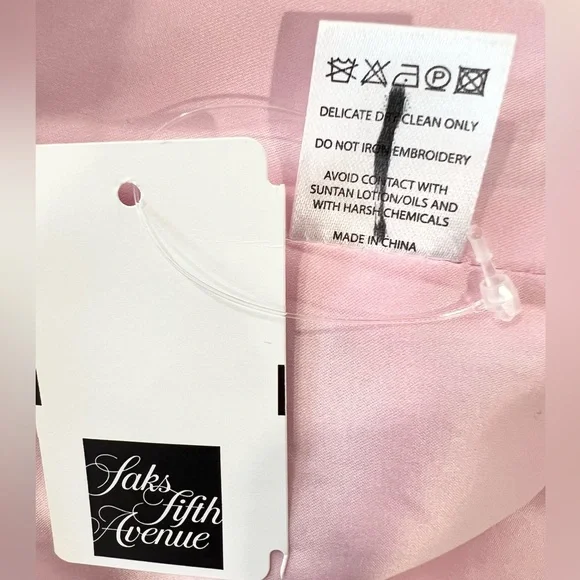 DELICATE DRY CLEAN ONLY
DO NOT IRON EMBROIDERY
AVOID CONTACT WITH
SUNTAN LOTION/OILS AND
WITH HARSH CHEMICALS
MADE IN CHINA
Saks
Fifth
Avenue